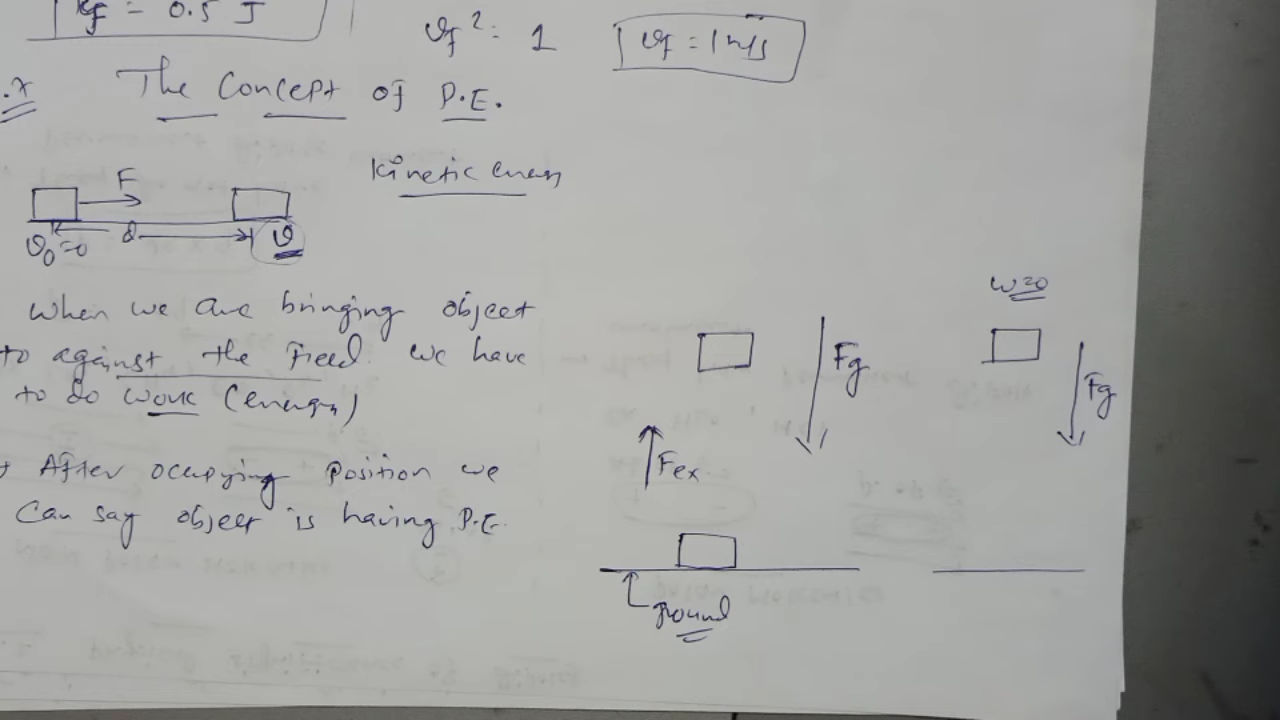 Kf = 0.5 J
vf² = 1
vf = 1 m/s
The Concept of P.E.
Kinetic energy
F
d
v0=0
v
When we are bringing object
to against the Field we have
to do work (energy)
After occupying position we
Can say object is having P.E.
Fex
Fg
ground
w=0
Fg